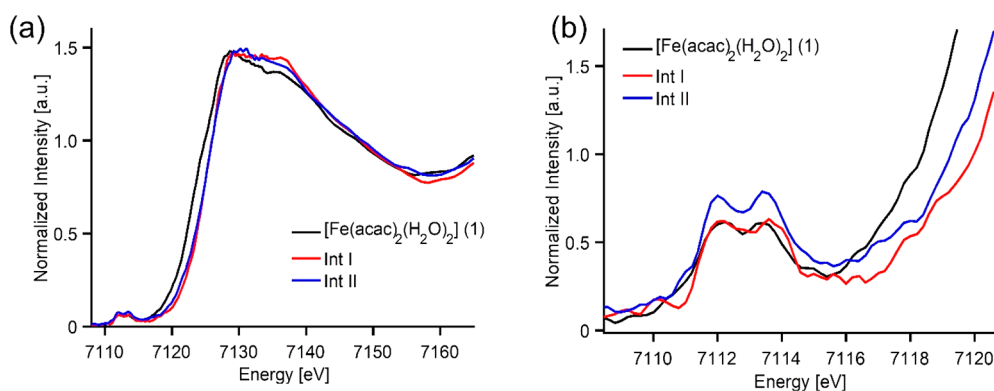 (a)
Normalized Intensity [a.u.]
1.5
1.0
0.5
0
[Fe(acac)2(H2O)2] (1)
Int I
Int II
7110 7120 7130 7140 7150 7160
Energy [eV]
(b)
Normalized Intensity [a.u.]
1.5
1.0
0.5
0
[Fe(acac)2(H2O)2] (1)
Int I
Int II
7110 7112 7114 7116 7118 7120
Energy [eV]